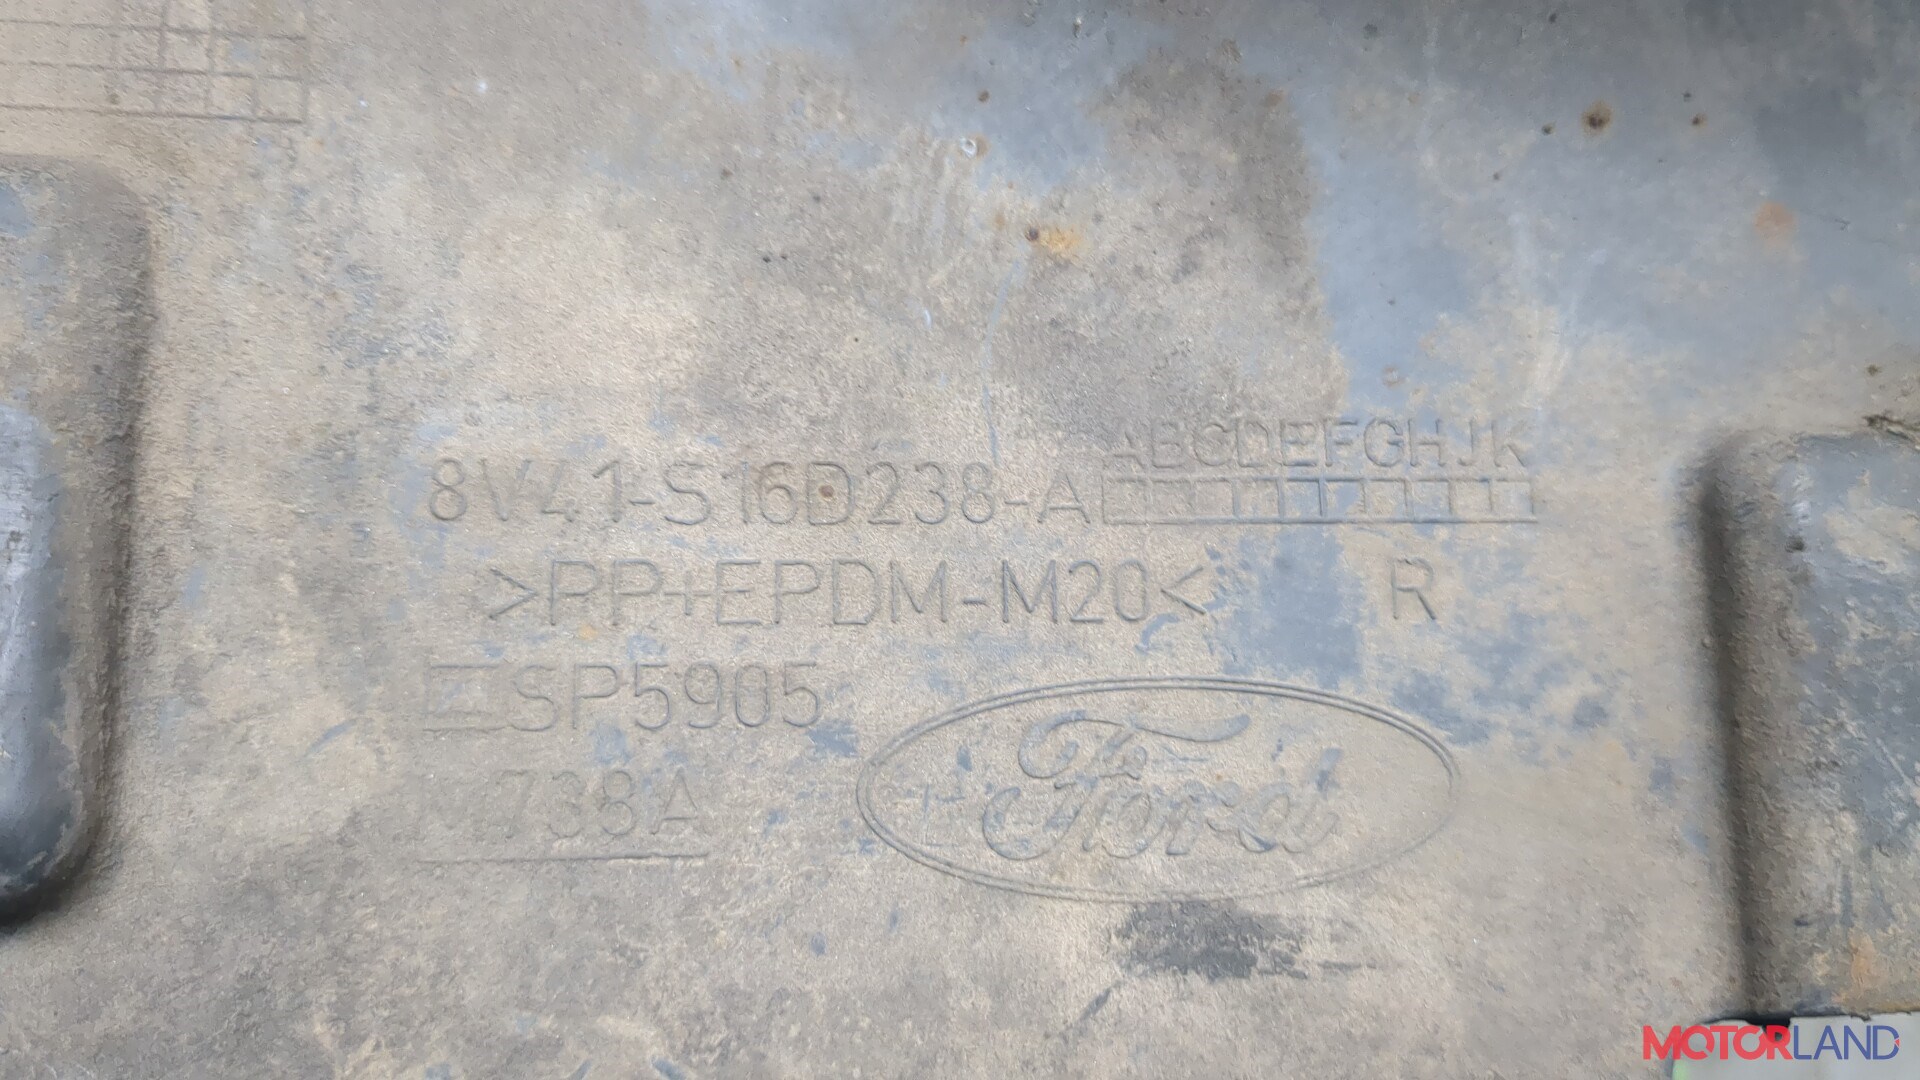 ABCDEFGHJK
8V41-S16D238-A
>PP+EPDM-M20< R
SP5905
738A
Ford
MOTORLAND